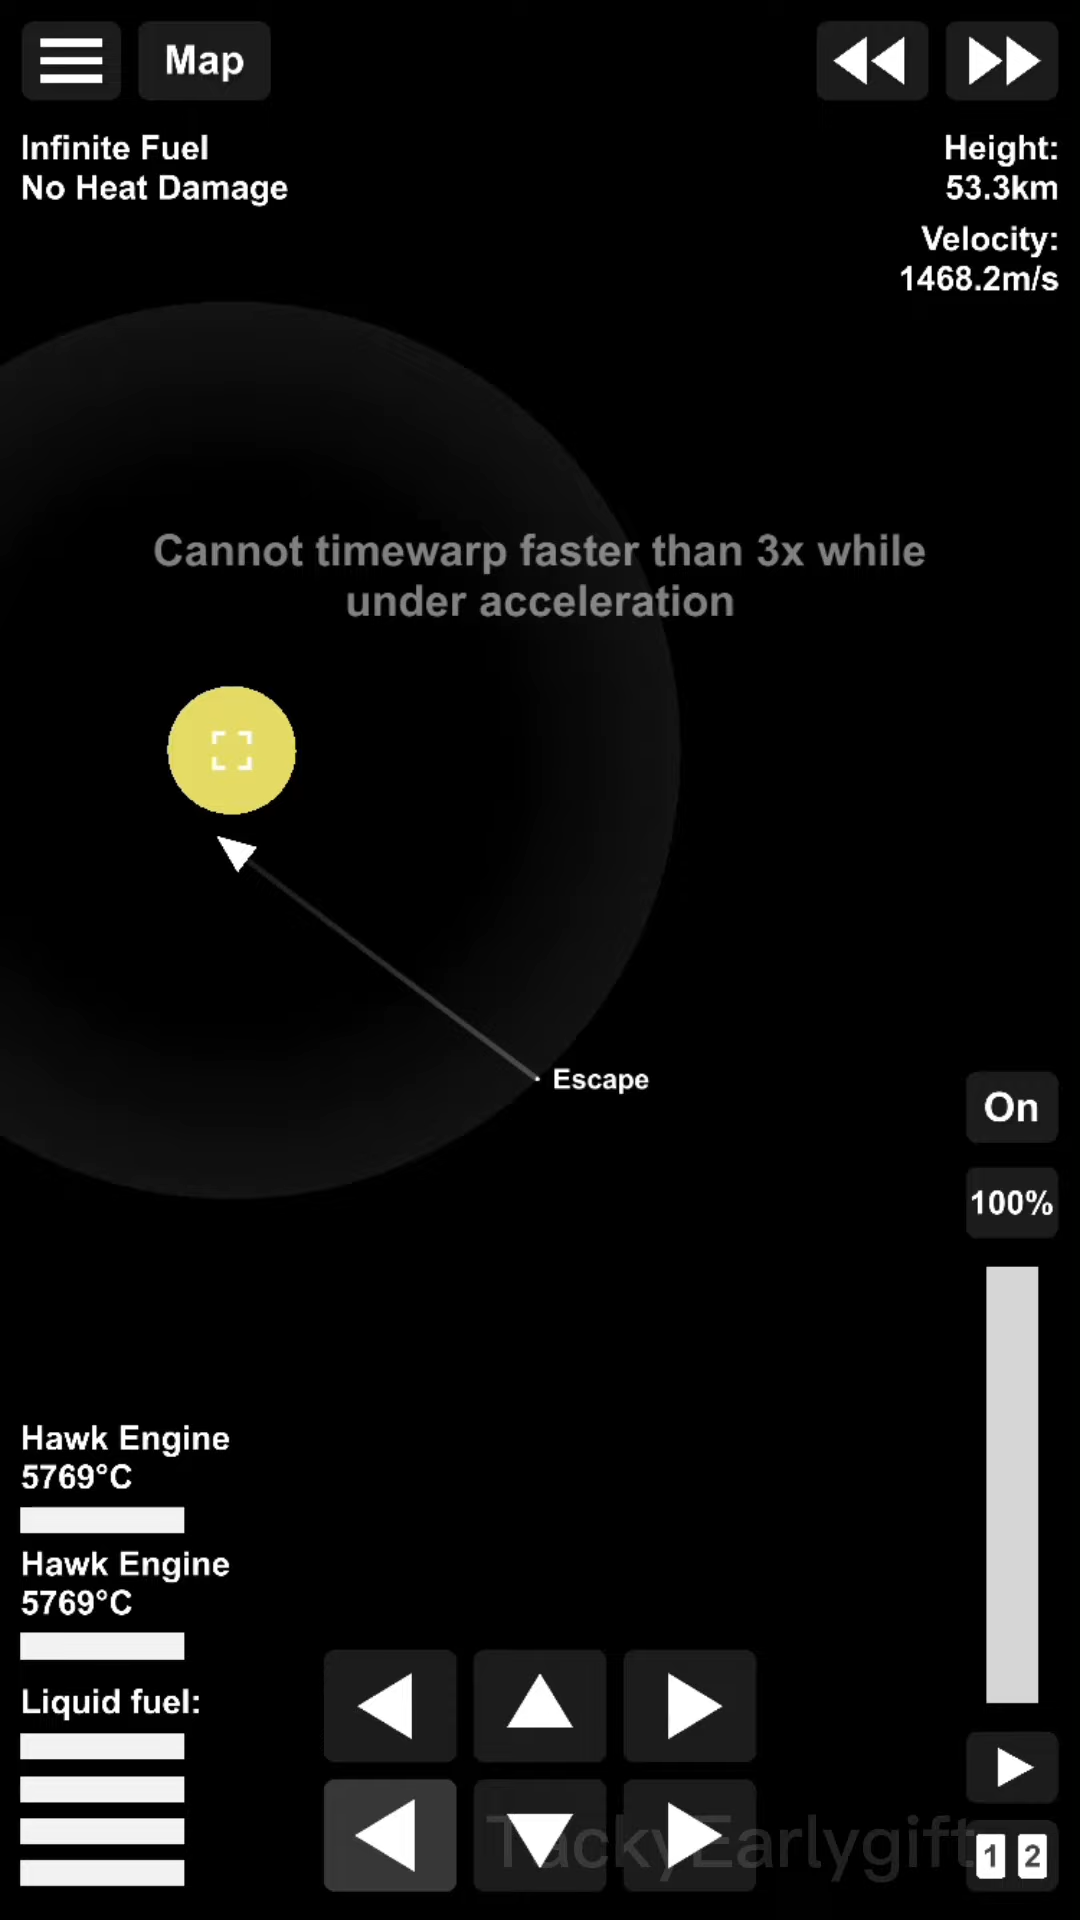 Map
Infinite Fuel
No Heat Damage
Height:
53.3km
Velocity:
1468.2m/s
Cannot timewarp faster than 3x while
under acceleration
Escape
On
100%
Hawk Engine
5769°C
Hawk Engine
5769°C
Liquid fuel:
TackyEarlygift
1 2